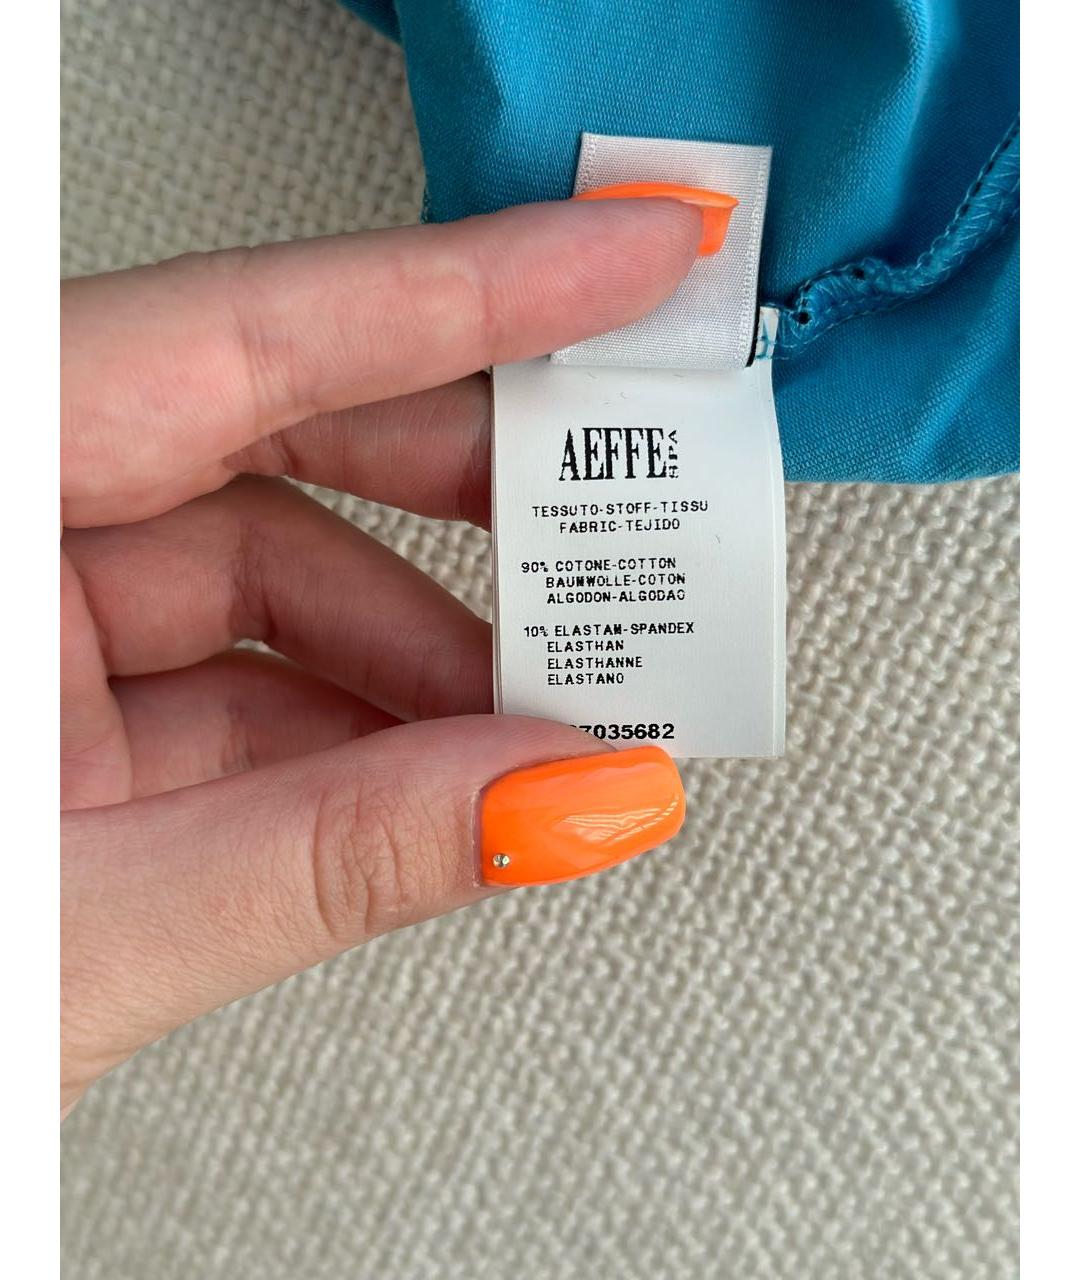 AEFFE SPA
TESSUTO-STOFF-TISSU
FABRIC-TEJIDO
90% COTONE-COTTON
BAUMWOLLE-COTON
ALGODON-ALGODAO
10% ELASTAM-SPANDEX
ELASTHAN
ELASTHANNE
ELASTANO
7035682